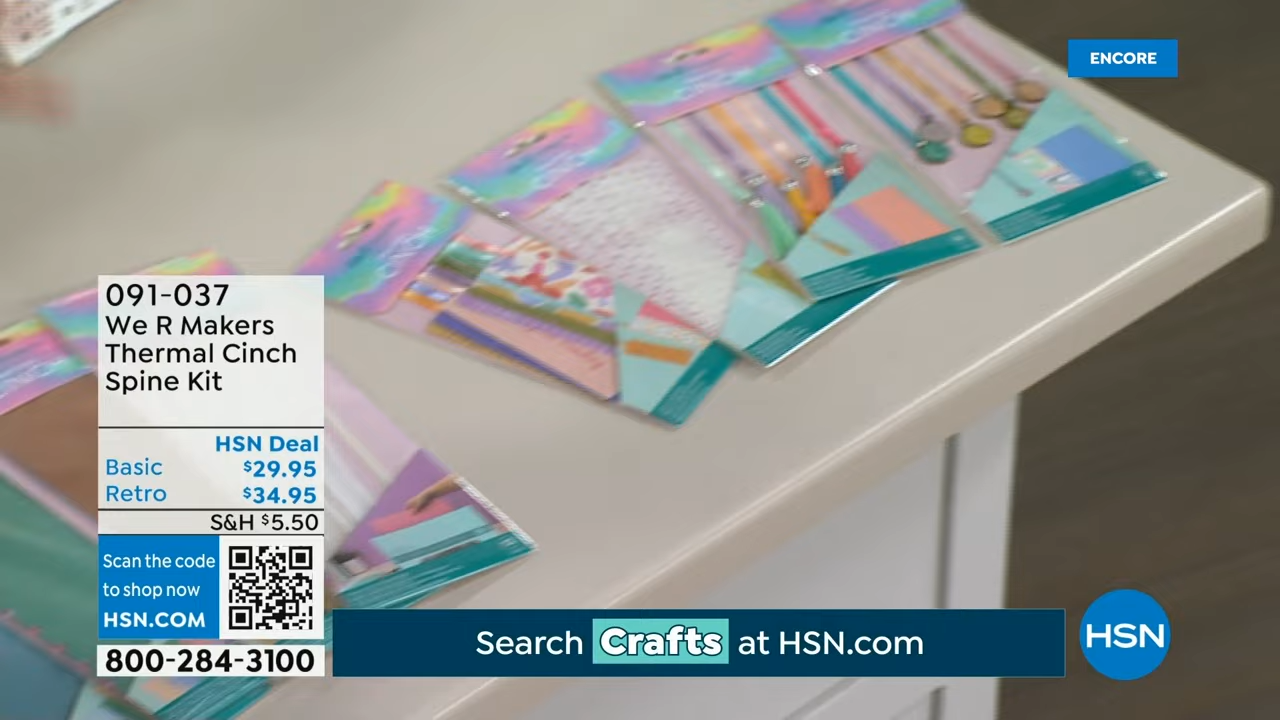 ENCORE
091-037
We R Makers
Thermal Cinch
Spine Kit
HSN Deal
Basic $29.95
Retro $34.95
S&H $5.50
Scan the code
to shop now
HSN.COM
800-284-3100
Search Crafts at HSN.com
HSN